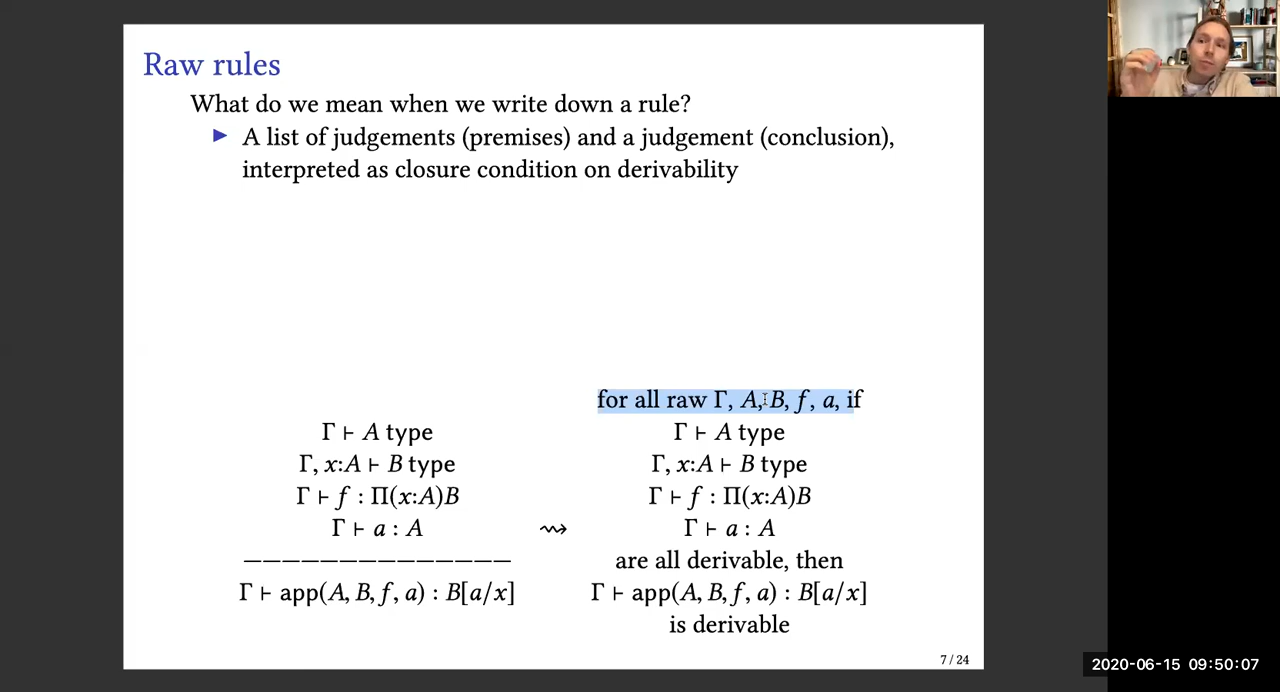 Raw rules
What do we mean when we write down a rule?
▶ A list of judgements (premises) and a judgement (conclusion),
interpreted as closure condition on derivability
Γ ⊢ A type
Γ, x:A ⊢ B type
Γ ⊢ f : Π(x:A)B
Γ ⊢ a : A
——————————————
Γ ⊢ app(A, B, f, a) : B[a/x]
⇝
for all raw Γ, A, B, f, a, if
Γ ⊢ A type
Γ, x:A ⊢ B type
Γ ⊢ f : Π(x:A)B
Γ ⊢ a : A
are all derivable, then
Γ ⊢ app(A, B, f, a) : B[a/x]
is derivable
7 / 24
2020-06-15 09:50:07